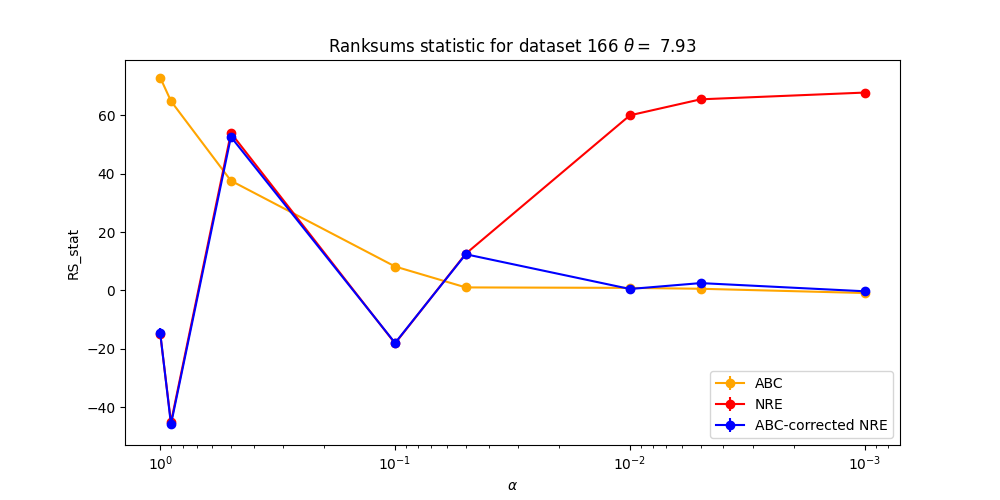 Ranksums statistic for dataset 166 θ = 7.93
RS_stat
60
40
20
0
−20
−40
10⁰
10⁻¹
10⁻²
10⁻³
α
ABC
NRE
ABC-corrected NRE